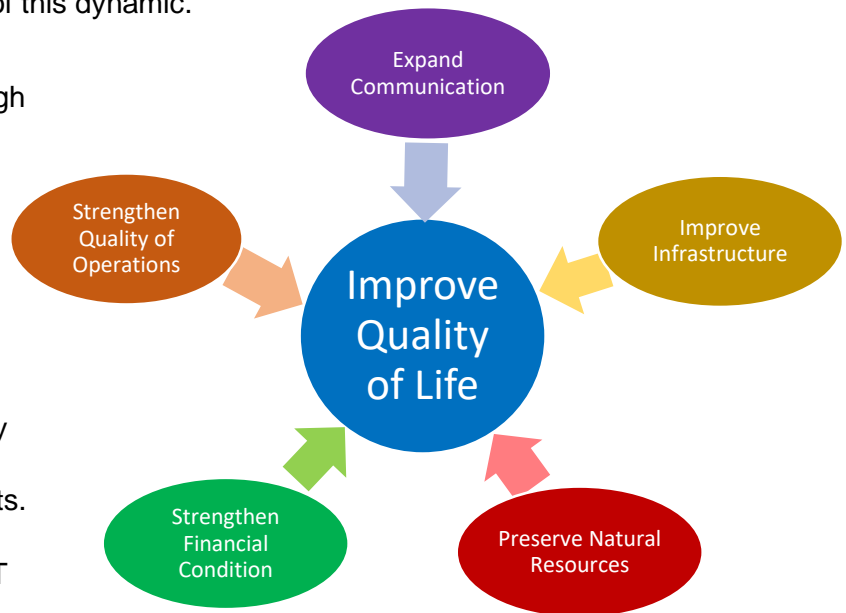 of this dynamic.
gh
y
ts.
T
Expand
Communication
Strengthen
Quality of
Operations
Improve
Infrastructure
Improve
Quality
of Life
Strengthen
Financial
Condition
Preserve Natural
Resources